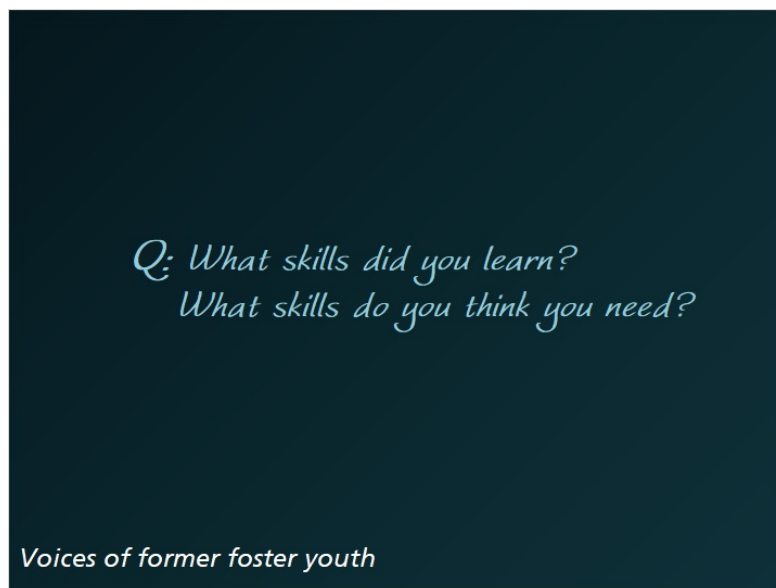 Q: What skills did you learn?
What skills do you think you need?
Voices of former foster youth